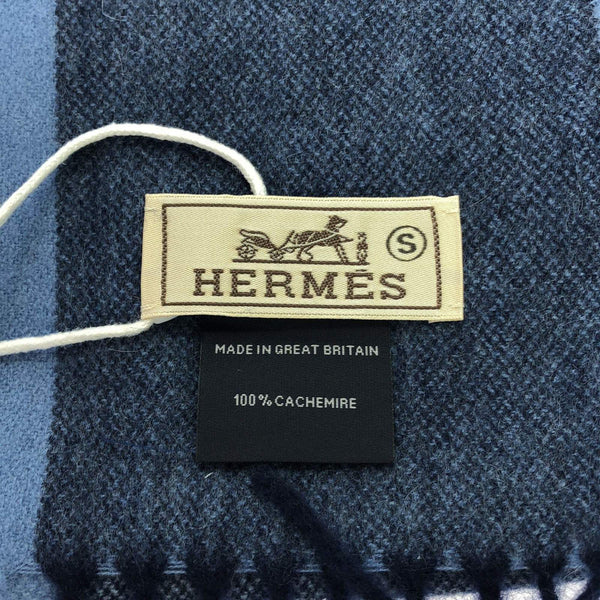 S
HERMÈS
MADE IN GREAT BRITAIN
100% CACHEMIRE